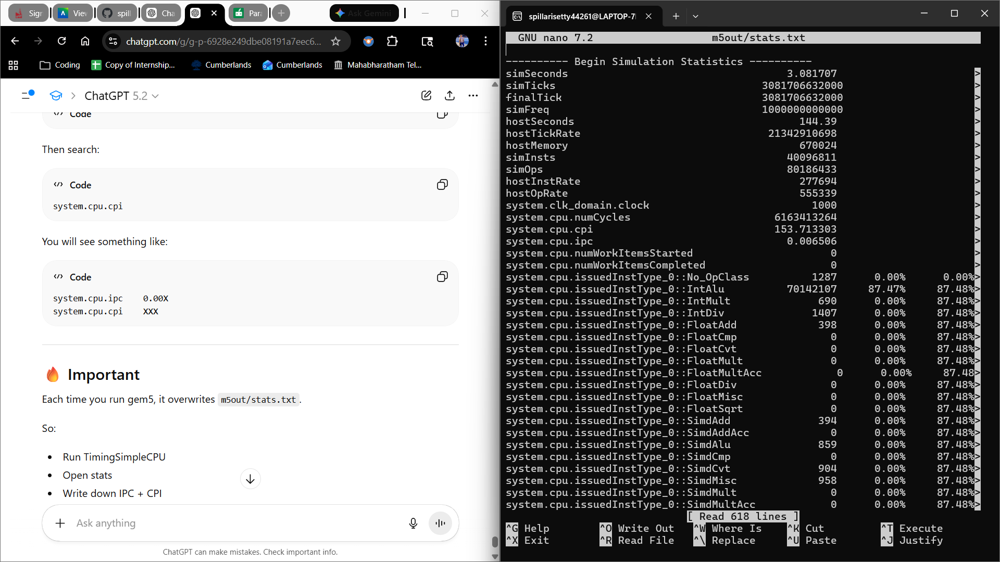 Sign
View
spill
Cha
Para
Ask Gemini
chatgpt.com/g/g-p-6928e249dbe08191a7eec6...
Coding
Copy of Internship...
Cumberlands
Cumberlands
Mahabharatham Tel...
ChatGPT 5.2
Code
Then search:
Code
system.cpu.cpi
You will see something like:
Code
system.cpu.ipc 0.00X
system.cpu.cpi XXX
🔥 Important
Each time you run gem5, it overwrites m5out/stats.txt.
So:
• Run TimingSimpleCPU
• Open stats
• Write down IPC + CPI
Ask anything
ChatGPT can make mistakes. Check important info.
spillarisetty44261@LAPTOP-7
GNU nano 7.2 m5out/stats.txt
---------- Begin Simulation Statistics ----------
simSeconds 3.081707 >
simTicks 3081706632000 >
finalTick 3081706632000 >
simFreq 1000000000000 >
hostSeconds 144.39 >
hostTickRate 21342910698 >
hostMemory 670024 >
simInsts 40096811 >
simOps 80186433 >
hostInstRate 277694 >
hostOpRate 555339 >
system.clk_domain.clock 1000 >
system.cpu.numCycles 6163413264 >
system.cpu.cpi 153.713303 >
system.cpu.ipc 0.006506 >
system.cpu.numWorkItemsStarted 0 >
system.cpu.numWorkItemsCompleted 0 >
system.cpu.issuedInstType_0::No_OpClass 1287 0.00% 0.00%>
system.cpu.issuedInstType_0::IntAlu 70142107 87.47% 87.48%>
system.cpu.issuedInstType_0::IntMult 690 0.00% 87.48%>
system.cpu.issuedInstType_0::IntDiv 1407 0.00% 87.48%>
system.cpu.issuedInstType_0::FloatAdd 398 0.00% 87.48%>
system.cpu.issuedInstType_0::FloatCmp 0 0.00% 87.48%>
system.cpu.issuedInstType_0::FloatCvt 0 0.00% 87.48%>
system.cpu.issuedInstType_0::FloatMult 0 0.00% 87.48%>
system.cpu.issuedInstType_0::FloatMultAcc 0 0.00% 87.48>
system.cpu.issuedInstType_0::FloatDiv 0 0.00% 87.48%>
system.cpu.issuedInstType_0::FloatMisc 0 0.00% 87.48%>
system.cpu.issuedInstType_0::FloatSqrt 0 0.00% 87.48%>
system.cpu.issuedInstType_0::SimdAdd 394 0.00% 87.48%>
system.cpu.issuedInstType_0::SimdAddAcc 0 0.00% 87.48%>
system.cpu.issuedInstType_0::SimdAlu 859 0.00% 87.48%>
system.cpu.issuedInstType_0::SimdCmp 0 0.00% 87.48%>
system.cpu.issuedInstType_0::SimdCvt 904 0.00% 87.48%>
system.cpu.issuedInstType_0::SimdMisc 958 0.00% 87.48%>
system.cpu.issuedInstType_0::SimdMult 0 0.00% 87.48%>
system.cpu.issuedInstType_0::SimdMultAcc 0 0.00% 87.48%>
[ Read 618 lines ]
^G Help ^O Write Out ^W Where Is ^K Cut ^T Execute
^X Exit ^R Read File ^\ Replace ^U Paste ^J Justify